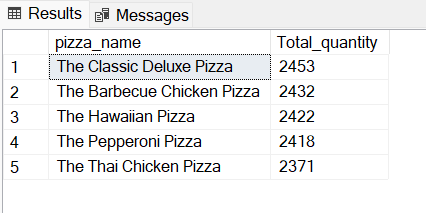 Results Messages
pizza_name Total_quantity
1 The Classic Deluxe Pizza 2453
2 The Barbecue Chicken Pizza 2432
3 The Hawaiian Pizza 2422
4 The Pepperoni Pizza 2418
5 The Thai Chicken Pizza 2371